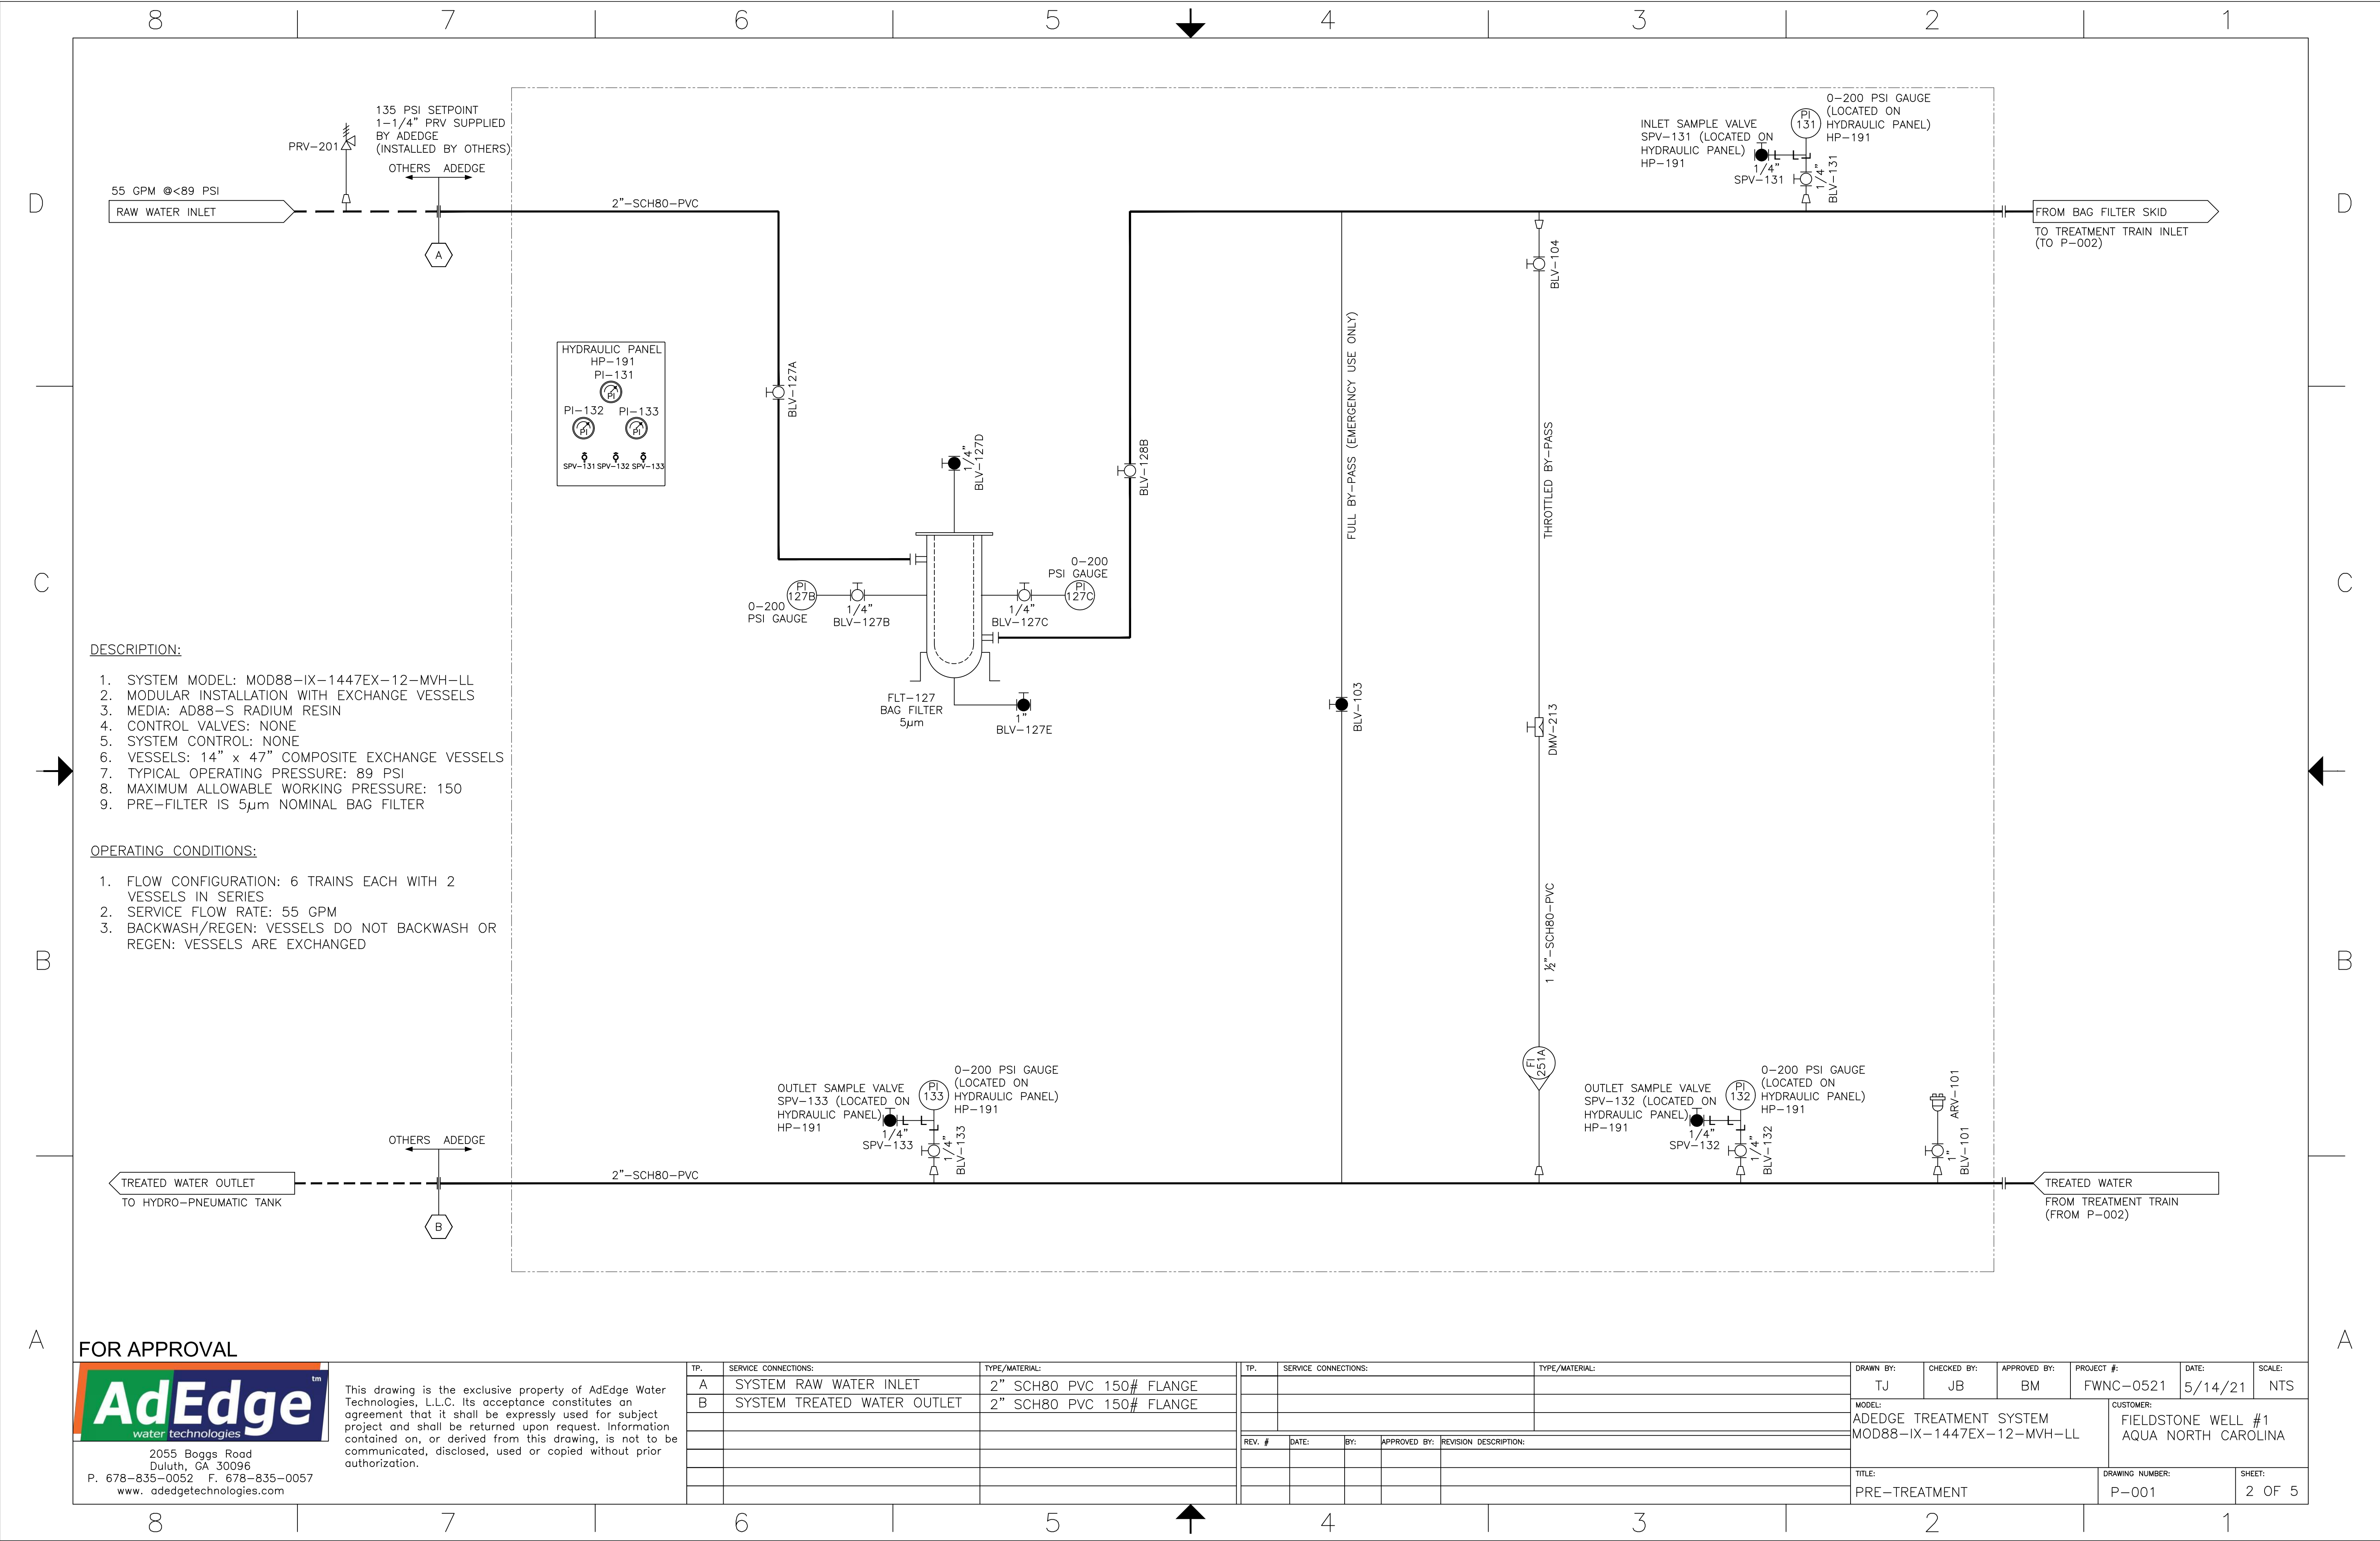 8 7 6 5 4 3 2 1
D
C
B
A
D
C
B
A
135 PSI SETPOINT
1-1/4" PRV SUPPLIED
BY ADEDGE
(INSTALLED BY OTHERS)
PRV-201
OTHERS ADEDGE
55 GPM @<89 PSI
RAW WATER INLET
A
2"-SCH80-PVC
INLET SAMPLE VALVE
SPV-131 (LOCATED ON
HYDRAULIC PANEL)
HP-191
1/4"
SPV-131
PI
131
0-200 PSI GAUGE
(LOCATED ON
HYDRAULIC PANEL)
HP-191
1/4"
BLV-131
FROM BAG FILTER SKID
TO TREATMENT TRAIN INLET
(TO P-002)
HYDRAULIC PANEL
HP-191
PI-131
PI
PI-132 PI-133
PI PI
SPV-131 SPV-132 SPV-133
BLV-127A
1/4"
BLV-127D
BLV-128B
FULL BY-PASS (EMERGENCY USE ONLY)
BLV-104
THROTTLED BY-PASS
PI
127B
0-200
PSI GAUGE
1/4"
BLV-127B
1/4"
BLV-127C
0-200
PSI GAUGE
PI
127C
FLT-127
BAG FILTER
5µm
1"
BLV-127E
BLV-103
DMV-213
1 ½"-SCH80-PVC
FI
251A
DESCRIPTION:
1. SYSTEM MODEL: MOD88-IX-1447EX-12-MVH-LL
2. MODULAR INSTALLATION WITH EXCHANGE VESSELS
3. MEDIA: AD88-S RADIUM RESIN
4. CONTROL VALVES: NONE
5. SYSTEM CONTROL: NONE
6. VESSELS: 14" x 47" COMPOSITE EXCHANGE VESSELS
7. TYPICAL OPERATING PRESSURE: 89 PSI
8. MAXIMUM ALLOWABLE WORKING PRESSURE: 150
9. PRE-FILTER IS 5µm NOMINAL BAG FILTER
OPERATING CONDITIONS:
1. FLOW CONFIGURATION: 6 TRAINS EACH WITH 2
VESSELS IN SERIES
2. SERVICE FLOW RATE: 55 GPM
3. BACKWASH/REGEN: VESSELS DO NOT BACKWASH OR
REGEN: VESSELS ARE EXCHANGED
OUTLET SAMPLE VALVE
SPV-133 (LOCATED ON
HYDRAULIC PANEL)
HP-191
1/4"
SPV-133
PI
133
0-200 PSI GAUGE
(LOCATED ON
HYDRAULIC PANEL)
HP-191
1/4"
BLV-133
OUTLET SAMPLE VALVE
SPV-132 (LOCATED ON
HYDRAULIC PANEL)
HP-191
1/4"
SPV-132
PI
132
0-200 PSI GAUGE
(LOCATED ON
HYDRAULIC PANEL)
HP-191
1/4"
BLV-132
ARV-101
1"
BLV-101
OTHERS ADEDGE
TREATED WATER OUTLET
TO HYDRO-PNEUMATIC TANK
B
2"-SCH80-PVC
TREATED WATER
FROM TREATMENT TRAIN
(FROM P-002)
FOR APPROVAL
AdEdge tm
water technologies
2055 Boggs Road
Duluth, GA 30096
P. 678-835-0052 F. 678-835-0057
www. adedgetechnologies.com
This drawing is the exclusive property of AdEdge Water
Technologies, L.L.C. Its acceptance constitutes an
agreement that it shall be expressly used for subject
project and shall be returned upon request. Information
contained on, or derived from this drawing, is not to be
communicated, disclosed, used or copied without prior
authorization.
TP. SERVICE CONNECTIONS: TYPE/MATERIAL:
A SYSTEM RAW WATER INLET 2" SCH80 PVC 150# FLANGE
B SYSTEM TREATED WATER OUTLET 2" SCH80 PVC 150# FLANGE
TP. SERVICE CONNECTIONS: TYPE/MATERIAL:
REV. # DATE: BY: APPROVED BY: REVISION DESCRIPTION:
DRAWN BY: CHECKED BY: APPROVED BY: PROJECT #: DATE: SCALE:
TJ JB BM FWNC-0521 5/14/21 NTS
MODEL:
ADEDGE TREATMENT SYSTEM
MOD88-IX-1447EX-12-MVH-LL
CUSTOMER:
FIELDSTONE WELL #1
AQUA NORTH CAROLINA
TITLE:
PRE-TREATMENT
DRAWING NUMBER:
P-001
SHEET:
2 OF 5
8 7 6 5 4 3 2 1